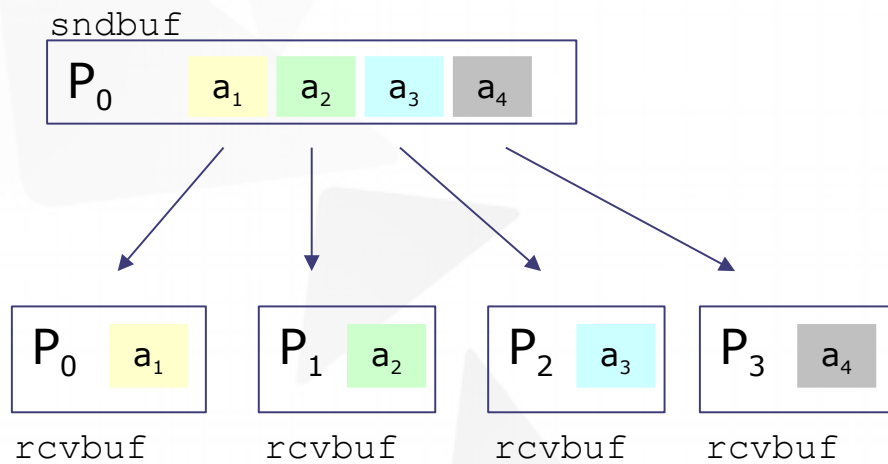 sndbuf
P₀ a₁ a₂ a₃ a₄
P₀ a₁ P₁ a₂ P₂ a₃ P₃ a₄
rcvbuf rcvbuf rcvbuf rcvbuf